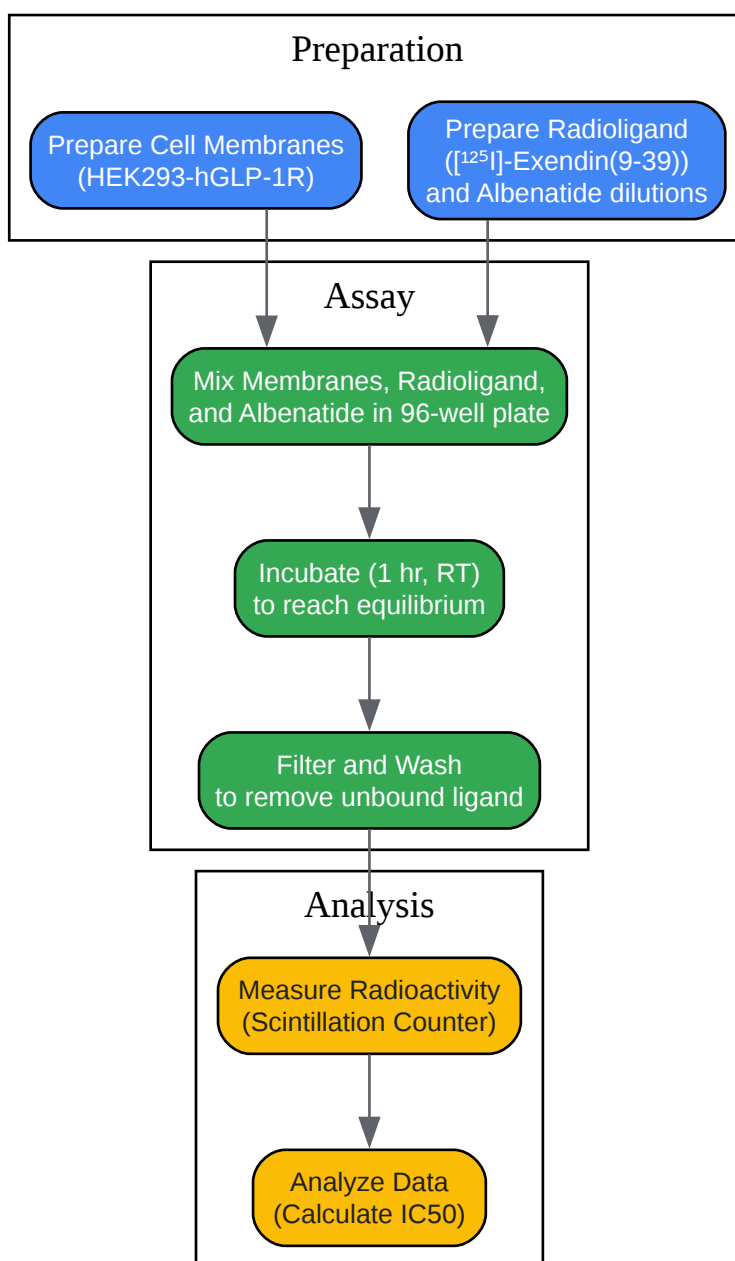 Preparation
Prepare Cell Membranes
(HEK293-hGLP-1R)
Prepare Radioligand
([¹²⁵I]-Exendin(9-39))
and Albenatide dilutions
Assay
Mix Membranes, Radioligand,
and Albenatide in 96-well plate
Incubate (1 hr, RT)
to reach equilibrium
Filter and Wash
to remove unbound ligand
Analysis
Measure Radioactivity
(Scintillation Counter)
Analyze Data
(Calculate IC50)